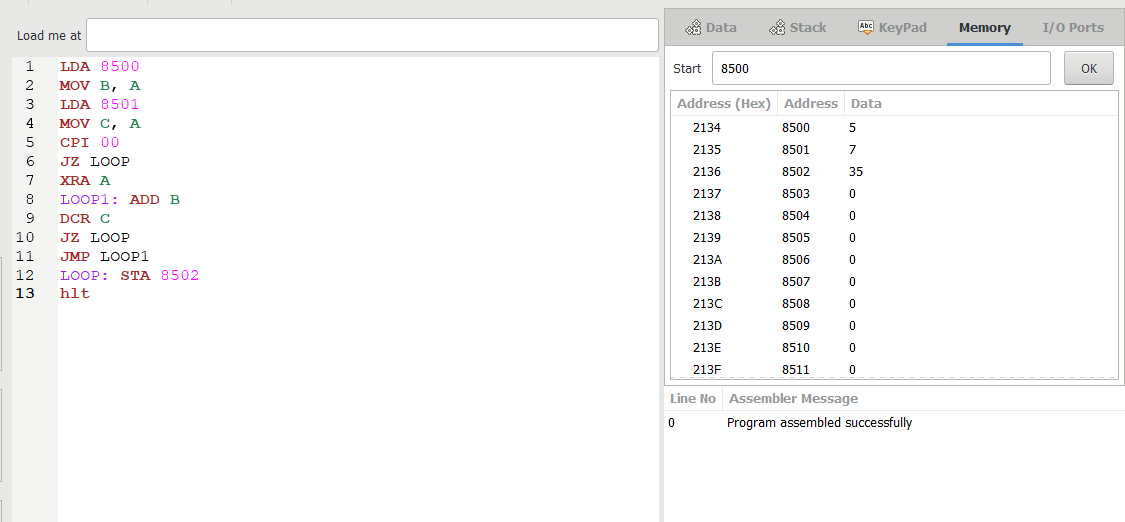 Load me at
1 LDA 8500
2 MOV B, A
3 LDA 8501
4 MOV C, A
5 CPI 00
6 JZ LOOP
7 XRA A
8 LOOP1: ADD B
9 DCR C
10 JZ LOOP
11 JMP LOOP1
12 LOOP: STA 8502
13 hlt
Data Stack Abc KeyPad Memory I/O Ports
Start 8500 OK
Address (Hex) Address Data
2134 8500 5
2135 8501 7
2136 8502 35
2137 8503 0
2138 8504 0
2139 8505 0
213A 8506 0
213B 8507 0
213C 8508 0
213D 8509 0
213E 8510 0
213F 8511 0
Line No Assembler Message
0 Program assembled successfully